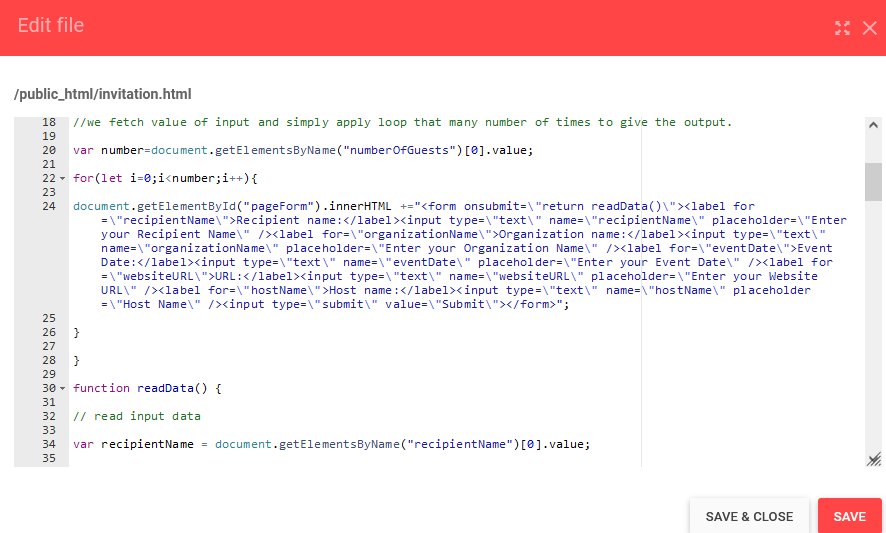 Edit file
/public_html/invitation.html
18 //we fetch value of input and simply apply loop that many number of times to give the output.
19
20 var number=document.getElementsByName("numberOfGuests")[0].value;
21
22 for(let i=0;i<number;i++){
23
24 document.getElementById("pageForm").innerHTML +="<form onsubmit=\"return readData()\"><label for
=\"recipientName\">Recipient name:</label><input type=\"text\" name=\"recipientName\" placeholder=\"Enter
your Recipient Name\" /><label for=\"organizationName\">Organization name:</label><input type=\"text\"
name=\"organizationName\" placeholder=\"Enter your Organization Name\" /><label for=\"eventDate\">Event
Date:</label><input type=\"text\" name=\"eventDate\" placeholder=\"Enter your Event Date\" /><label for
=\"websiteURL\">URL:</label><input type=\"text\" name=\"websiteURL\" placeholder=\"Enter your Website
URL\" /><label for=\"hostName\">Host name:</label><input type=\"text\" name=\"hostName\" placeholder
=\"Host Name\" /><input type=\"submit\" value=\"Submit\"></form>";
25
26 }
27
28 }
29
30 function readData() {
31
32 // read input data
33
34 var recipientName = document.getElementsByName("recipientName")[0].value;
35
SAVE & CLOSE
SAVE